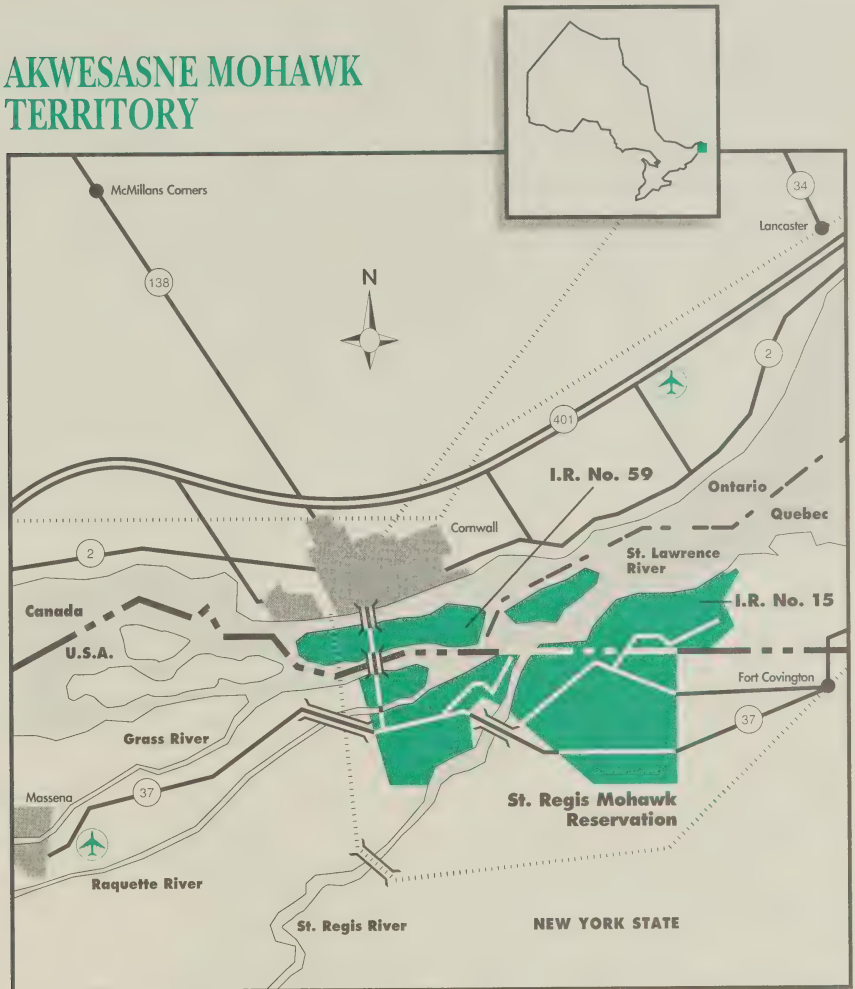 AKWESASNE MOHAWK
TERRITORY
McMillans Corners
34
Lancaster
138
N
2
401
I.R. No. 59
Ontario
Quebec
Cornwall
2
St. Lawrence
River
Canada
I.R. No. 15
U.S.A.
Fort Covington
Grass River
37
Massena
37
St. Regis Mohawk
Reservation
Raquette River
St. Regis River
NEW YORK STATE